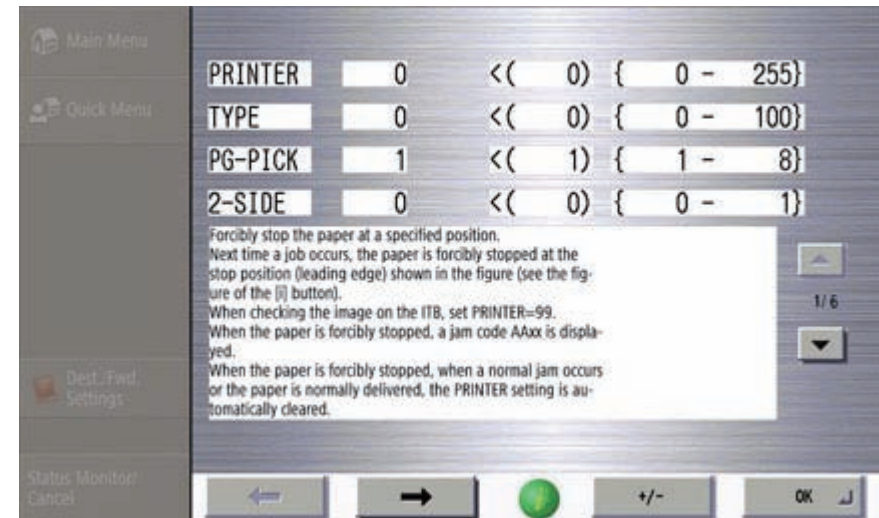 Main Menu
Quick Menu
PRINTER 0 <( 0) { 0 - 255}
TYPE 0 <( 0) { 0 - 100}
PG-PICK 1 <( 1) { 1 - 8}
2-SIDE 0 <( 0) { 0 - 1}
Forcibly stop the paper at a specified position.
Next time a job occurs, the paper is forcibly stopped at the
stop position (leading edge) shown in the figure (see the fig-
ure of the [i] button).
When checking the image on the ITB, set PRINTER=99.
When the paper is forcibly stopped, a jam code AAxx is displa-
yed.
When the paper is forcibly stopped, when a normal jam occurs
or the paper is normally delivered, the PRINTER setting is au-
tomatically cleared.
1/6
Dest./Fwd.
Settings
Status Monitor/
Cancel
+/-
OK